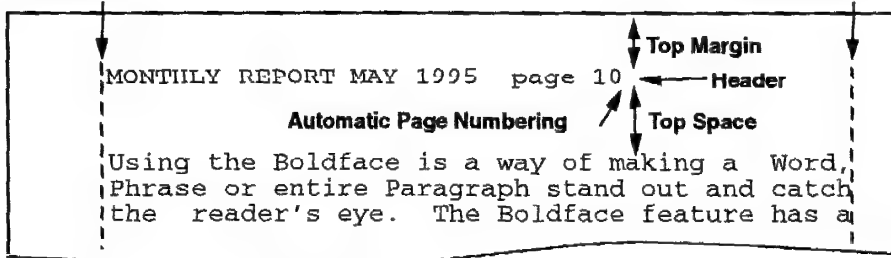 Top Margin
MONTHLY REPORT MAY 1995 page 10
Header
Automatic Page Numbering
Top Space
Using the Boldface is a way of making a Word,
Phrase or entire Paragraph stand out and catch
the reader's eye. The Boldface feature has a